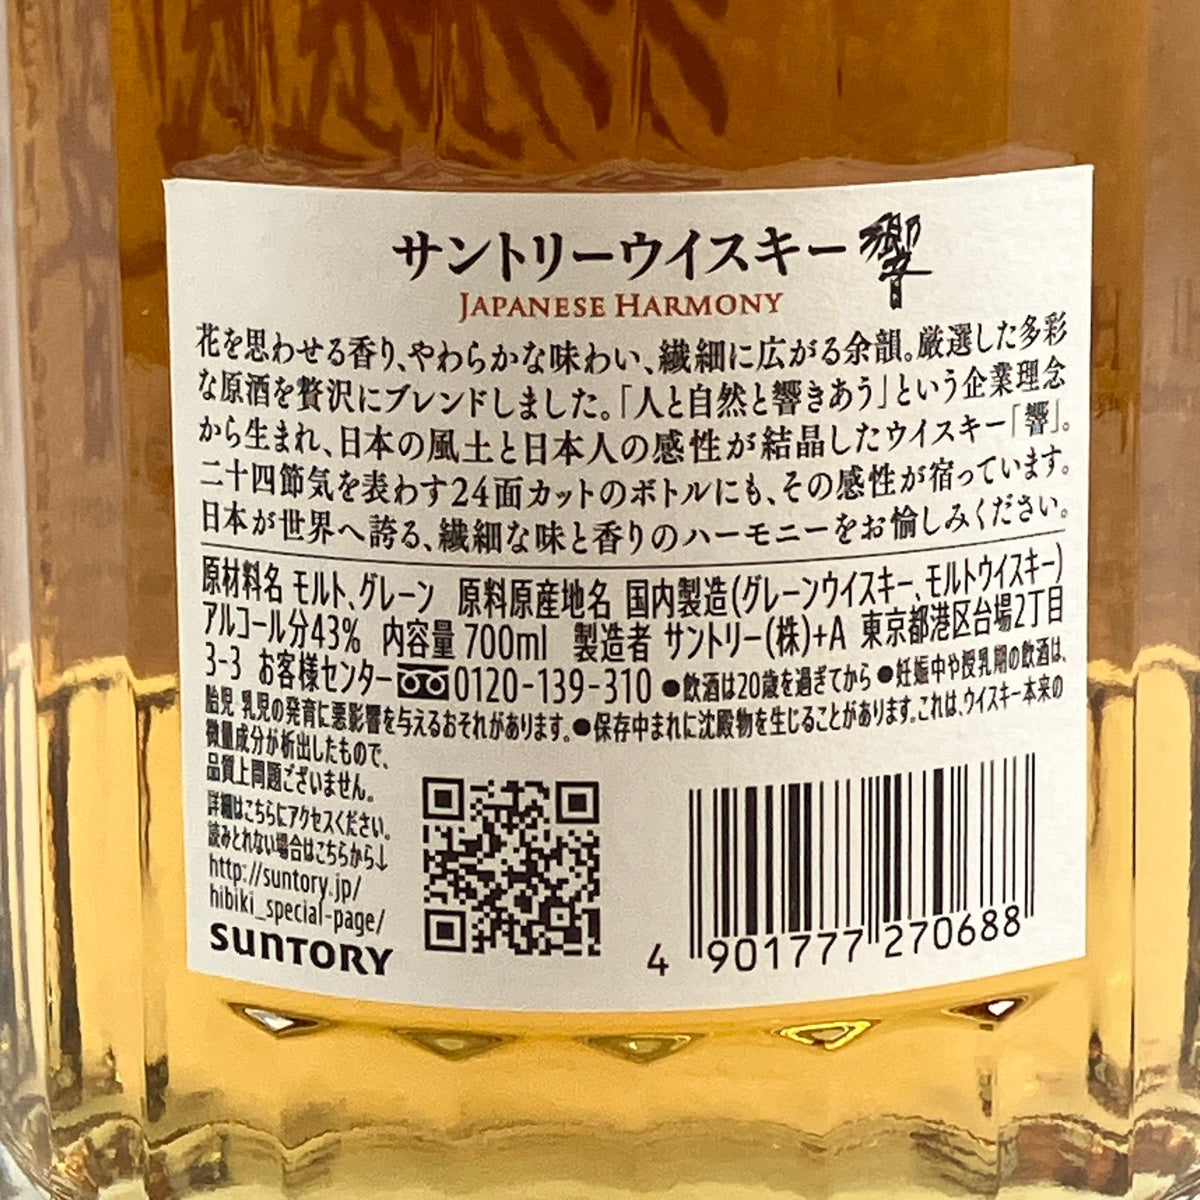 サントリーウイスキー響
JAPANESE HARMONY
花を思わせる香り、やわらかな味わい、繊細に広がる余韻。厳選した多彩
な原酒を贅沢にブレンドしました。「人と自然と響きあう」という企業理念
から生まれ、日本の風土と日本人の感性が結晶したウイスキー「響」。
二十四節気を表わす24面カットのボトルにも、その感性が宿っています。
日本が世界へ誇る、繊細な味と香りのハーモニーをお愉しみください。
原材料名 モルト、グレーン 原料原産地名 国内製造(グレーンウイスキー、モルトウイスキー)
アルコール分43% 内容量 700ml 製造者 サントリー(株)+A 東京都港区台場2丁目
3-3 お客様センター 0120-139-310 ●飲酒は20歳を過ぎてから ●妊娠中や授乳期の飲酒は、
胎児・乳児の発育に悪影響を与えるおそれがあります。●保存中まれに沈殿物を生じることがあります。これは、ウイスキー本来の
微量成分が析出したもので、
品質上問題ございません。
詳細はこちらにアクセスください。
読みとれない場合はこちらから↓
http://suntory.jp/
hibiki_special-page/
SUNTORY
4 901777 270688